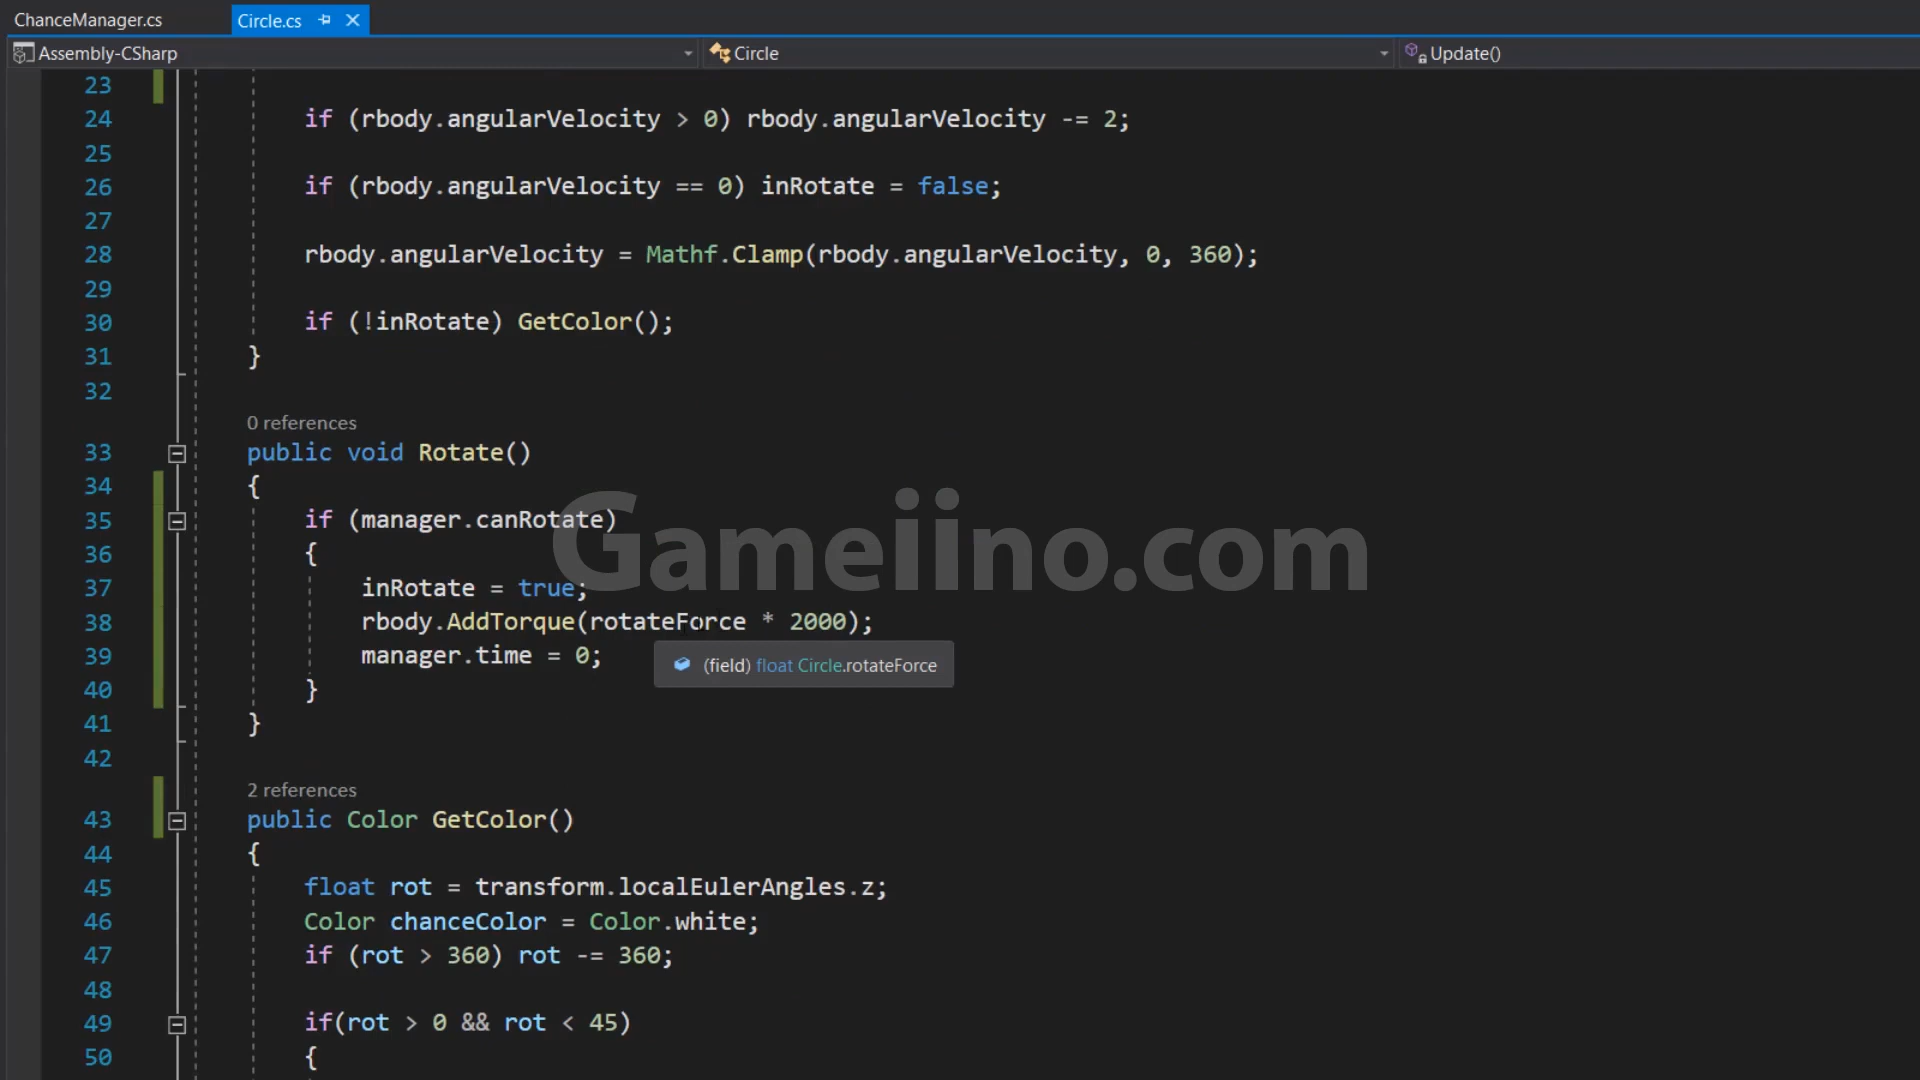 ChanceManager.cs
Circle.cs
Assembly-CSharp
Circle
Update()
23
24 if (rbody.angularVelocity > 0) rbody.angularVelocity -= 2;
25
26 if (rbody.angularVelocity == 0) inRotate = false;
27
28 rbody.angularVelocity = Mathf.Clamp(rbody.angularVelocity, 0, 360);
29
30 if (!inRotate) GetColor();
31 }
32
0 references
33 public void Rotate()
34 {
35 if (manager.canRotate)
36 {
37 inRotate = true;
38 rbody.AddTorque(rotateForce * 2000);
39 manager.time = 0;
(field) float Circle.rotateForce
40 }
41 }
42
2 references
43 public Color GetColor()
44 {
45 float rot = transform.localEulerAngles.z;
46 Color chanceColor = Color.white;
47 if (rot > 360) rot -= 360;
48
49 if(rot > 0 && rot < 45)
50 {
Gameiino.com